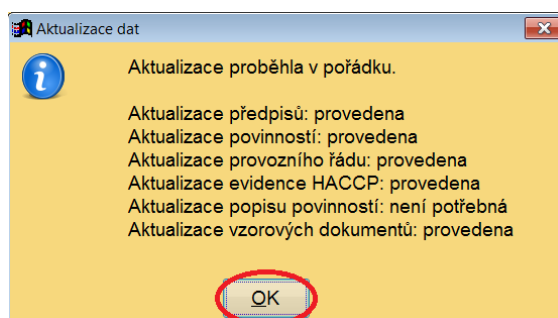 Aktualizace dat
Aktualizace proběhla v pořádku.
Aktualizace předpisů: provedena
Aktualizace povinností: provedena
Aktualizace provozního řádu: provedena
Aktualizace evidence HACCP: provedena
Aktualizace popisu povinností: není potřebná
Aktualizace vzorových dokumentů: provedena
OK